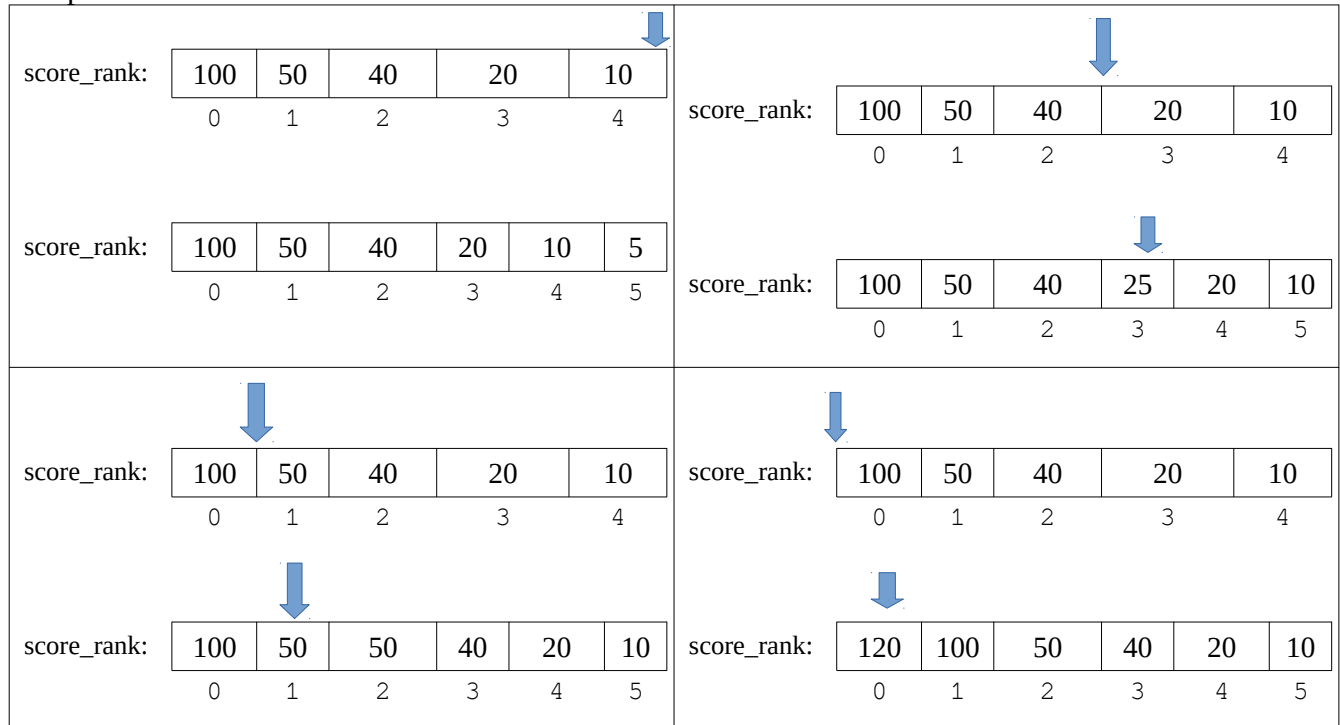 score_rank: 100 50 40 20 10
0 1 2 3 4
score_rank: 100 50 40 20 10 5
0 1 2 3 4 5
score_rank: 100 50 40 20 10
0 1 2 3 4
score_rank: 100 50 40 25 20 10
0 1 2 3 4 5
score_rank: 100 50 40 20 10
0 1 2 3 4
score_rank: 100 50 50 40 20 10
0 1 2 3 4 5
score_rank: 100 50 40 20 10
0 1 2 3 4
score_rank: 120 100 50 40 20 10
0 1 2 3 4 5